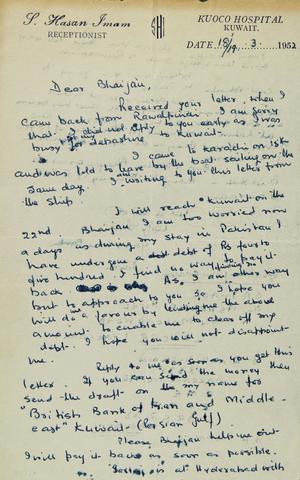 S. Hasan Imam
RECEPTIONIST
SHI
KUOCO HOSPITAL
KUWAIT.
DATE 18/19 . 3 . 1952
Dear Bhaijan,
Received your letter when I
came back from Rawalpindi. I am sorry
that I did not reply to you early as I was
busy for my departure to Kuwait.
I came to Karachi on 15th
and was told to leave by the boat sailing on the
same day. I am writing to you this letter from
the ship.
I will reach Kuwait on the
22nd. Bhaijan I am too worried now
a days as during my stay in Pakistan I
have undergone a debt of Rs four to
five hundred. I find no way to pay it
back As, I am other way
but to approach to you so I hope you
will do a favour by lending me the above
amount. To enable me to clear off my
debt. I hope you will not disappoint
me.
Reply to me as soon as you get this
letter. If you can send the money then
send the draft on the my name for
"British Bank of Iran and Middle-
east" Kuwait- (Persian Gulf)
Please Bhaijan help me out
I will pay it back as soon as possible.
is at Hyderabad with